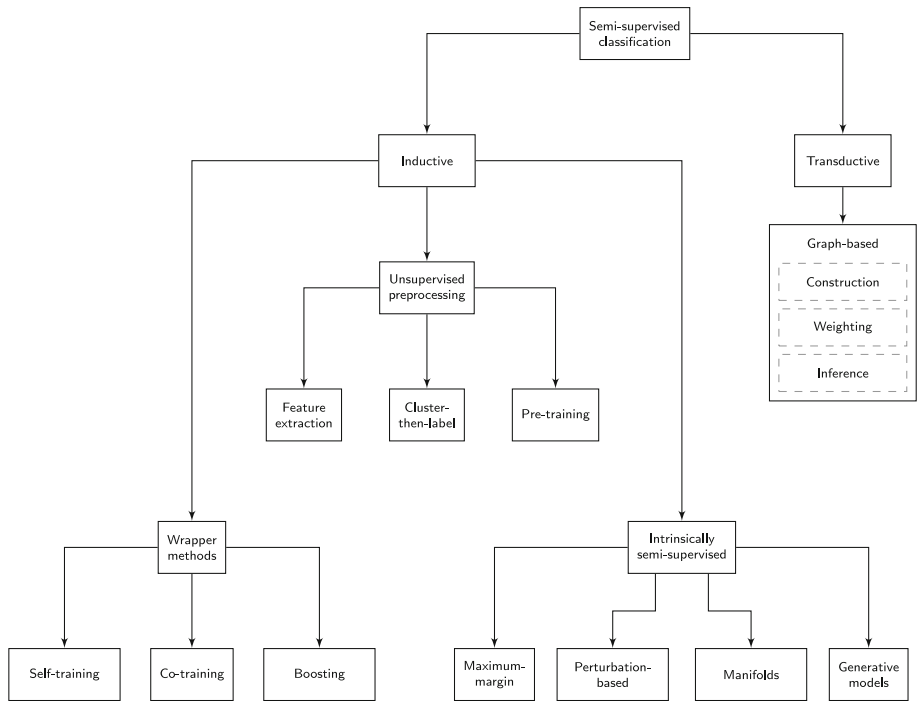 Semi-supervised
classification
Inductive
Transductive
Graph-based
Construction
Weighting
Inference
Unsupervised
preprocessing
Feature
extraction
Cluster-
then-label
Pre-training
Wrapper
methods
Intrinsically
semi-supervised
Self-training
Co-training
Boosting
Maximum-
margin
Perturbation-
based
Manifolds
Generative
models